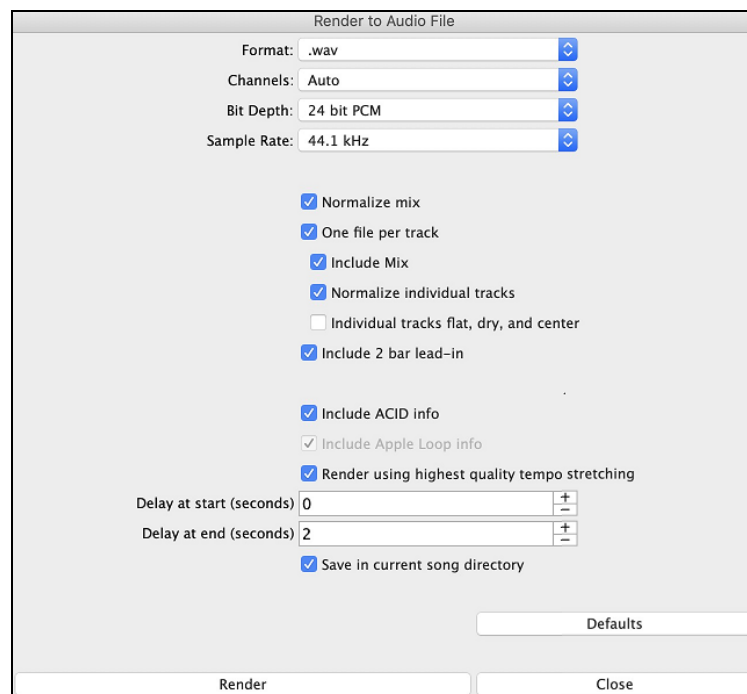 Render to Audio File
Format: .wav
Channels: Auto
Bit Depth: 24 bit PCM
Sample Rate: 44.1 kHz
Normalize mix
One file per track
Include Mix
Normalize individual tracks
Individual tracks flat, dry, and center
Include 2 bar lead-in
.
Include ACID info
Include Apple Loop info
Render using highest quality tempo stretching
Delay at start (seconds) 0 + −
Delay at end (seconds) 2 + −
Save in current song directory
Defaults
Render Close